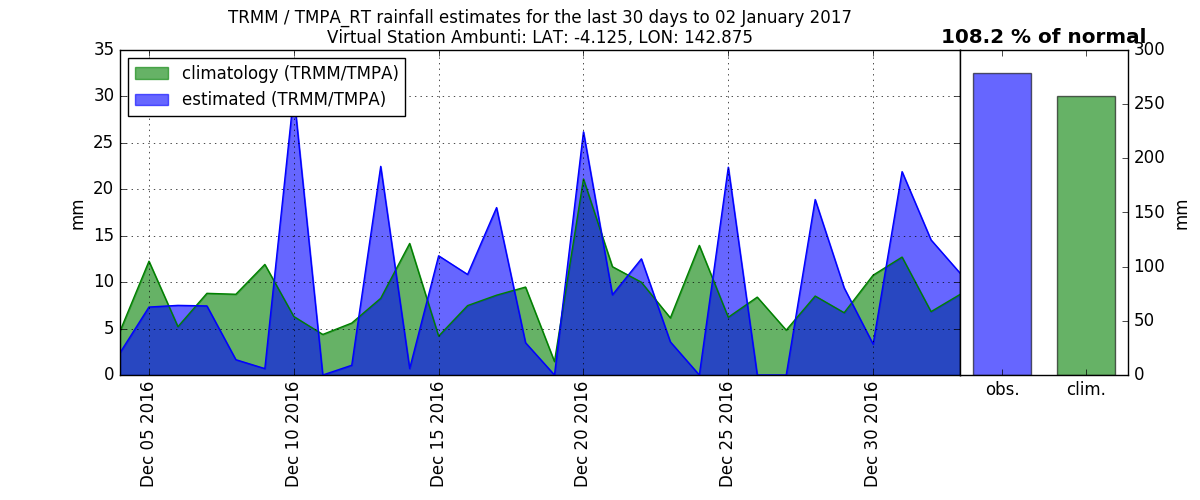 TRMM / TMPA_RT rainfall estimates for the last 30 days to 02 January 2017
Virtual Station Ambunti: LAT: -4.125, LON: 142.875
108.2 % of normal
climatology (TRMM/TMPA)
estimated (TRMM/TMPA)
35
30
25
20
15
10
5
0
mm
300
250
200
150
100
50
0
mm
Dec 05 2016
Dec 10 2016
Dec 15 2016
Dec 20 2016
Dec 25 2016
Dec 30 2016
obs.
clim.